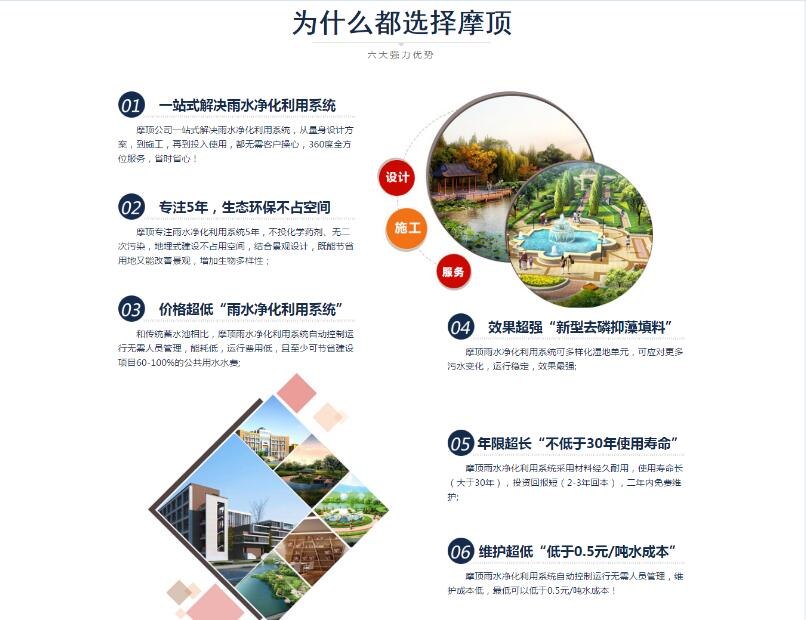 为什么都选择摩顶
六大强力优势
01 一站式解决雨水净化利用系统
摩顶公司一站式解决雨水净化利用系统，从量身设计方
案，到施工，再到投入使用，都无需客户操心，360度全方
位服务，省时省心！
02 专注5年，生态环保不占空间
摩顶专注雨水净化利用系统5年，不投化学药剂、无二
次污染，地埋式建设不占用空间，结合景观设计，既能节省
用地又能改善景观，增加生物多样性；
03 价格超低“雨水净化利用系统”
和传统蓄水池相比，摩顶雨水净化利用系统自动控制运
行无需人员管理，能耗低，运行费用低，且至少可节省建设
项目60-100%的公共用水水费;
设计
施工
服务
04 效果超强“新型去磷抑藻填料”
摩顶雨水净化利用系统可多样化湿地单元，可应对更多
污水变化，运行稳定，效果最强;
05 年限超长“不低于30年使用寿命”
摩顶雨水净化利用系统采用材料经久耐用，使用寿命长
（大于30年），投资回报短（2-3年回本），二年内免费维
护;
06 维护超低“低于0.5元/吨水成本”
摩顶雨水净化利用系统自动控制运行无需人员管理，维
护成本低，最低可以低于0.5元/吨水成本！